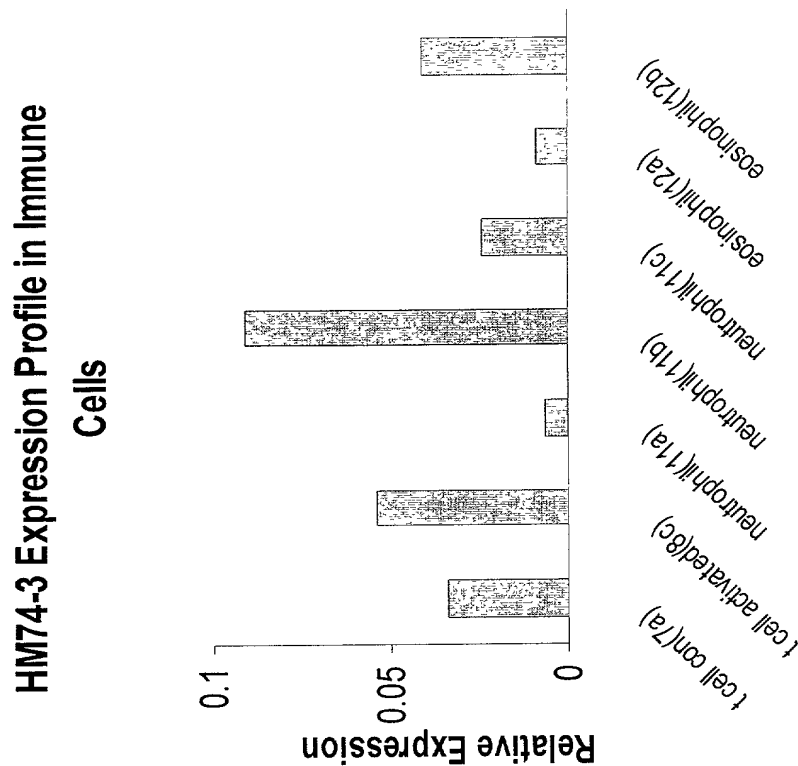 HM74-3 Expression Profile in Immune
Cells
Relative Expression
0.1
0.05
0
t cell con(7a)
t cell activated(8c)
neutrophil(11a)
neutrophil(11b)
neutrophil(11c)
eosinophil(12a)
eosinophil(12b)